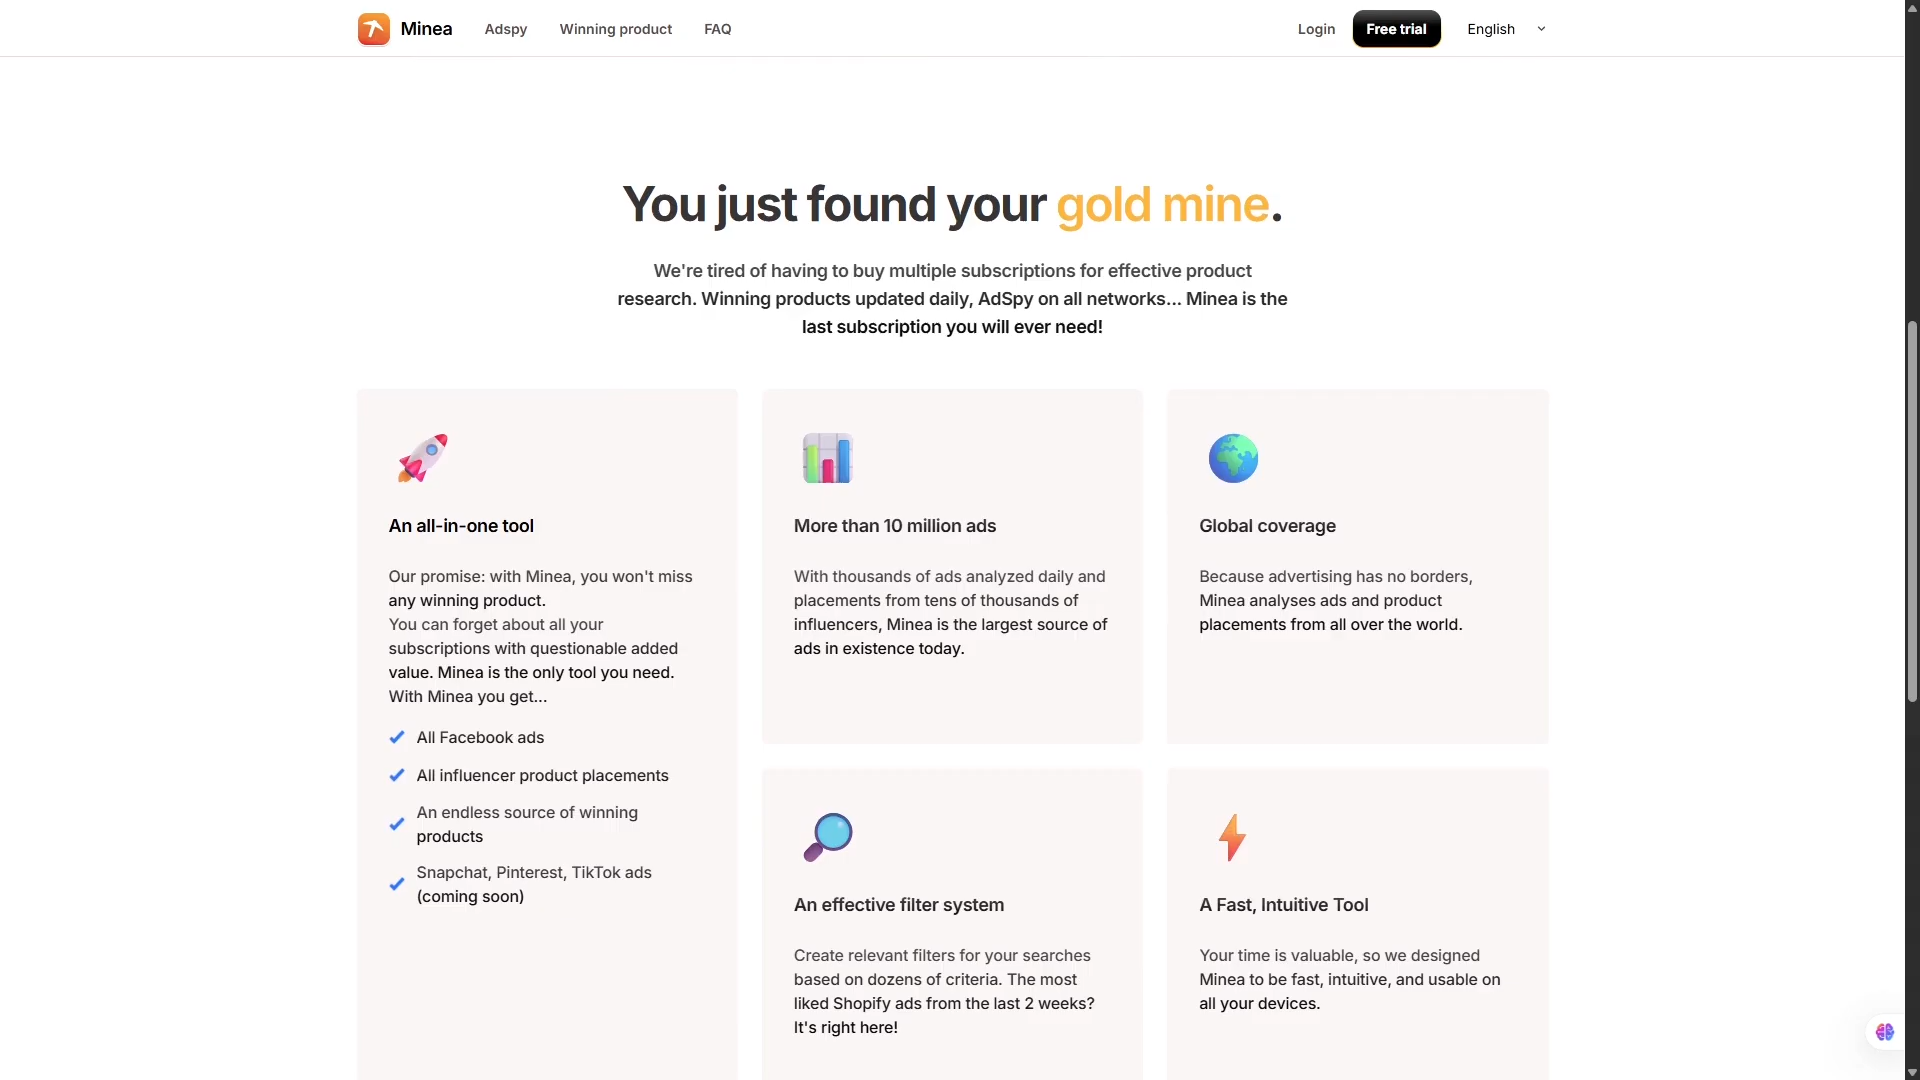 Minea
Adspy
Winning product
FAQ
Login
Free trial
English
You just found your gold mine.
We're tired of having to buy multiple subscriptions for effective product
research. Winning products updated daily, AdSpy on all networks... Minea is the
last subscription you will ever need!
An all-in-one tool
Our promise: with Minea, you won't miss
any winning product.
You can forget about all your
subscriptions with questionable added
value. Minea is the only tool you need.
With Minea you get...
All Facebook ads
All influencer product placements
An endless source of winning
products
Snapchat, Pinterest, TikTok ads
(coming soon)
More than 10 million ads
With thousands of ads analyzed daily and
placements from tens of thousands of
influencers, Minea is the largest source of
ads in existence today.
Global coverage
Because advertising has no borders,
Minea analyses ads and product
placements from all over the world.
An effective filter system
Create relevant filters for your searches
based on dozens of criteria. The most
liked Shopify ads from the last 2 weeks?
It's right here!
A Fast, Intuitive Tool
Your time is valuable, so we designed
Minea to be fast, intuitive, and usable on
all your devices.